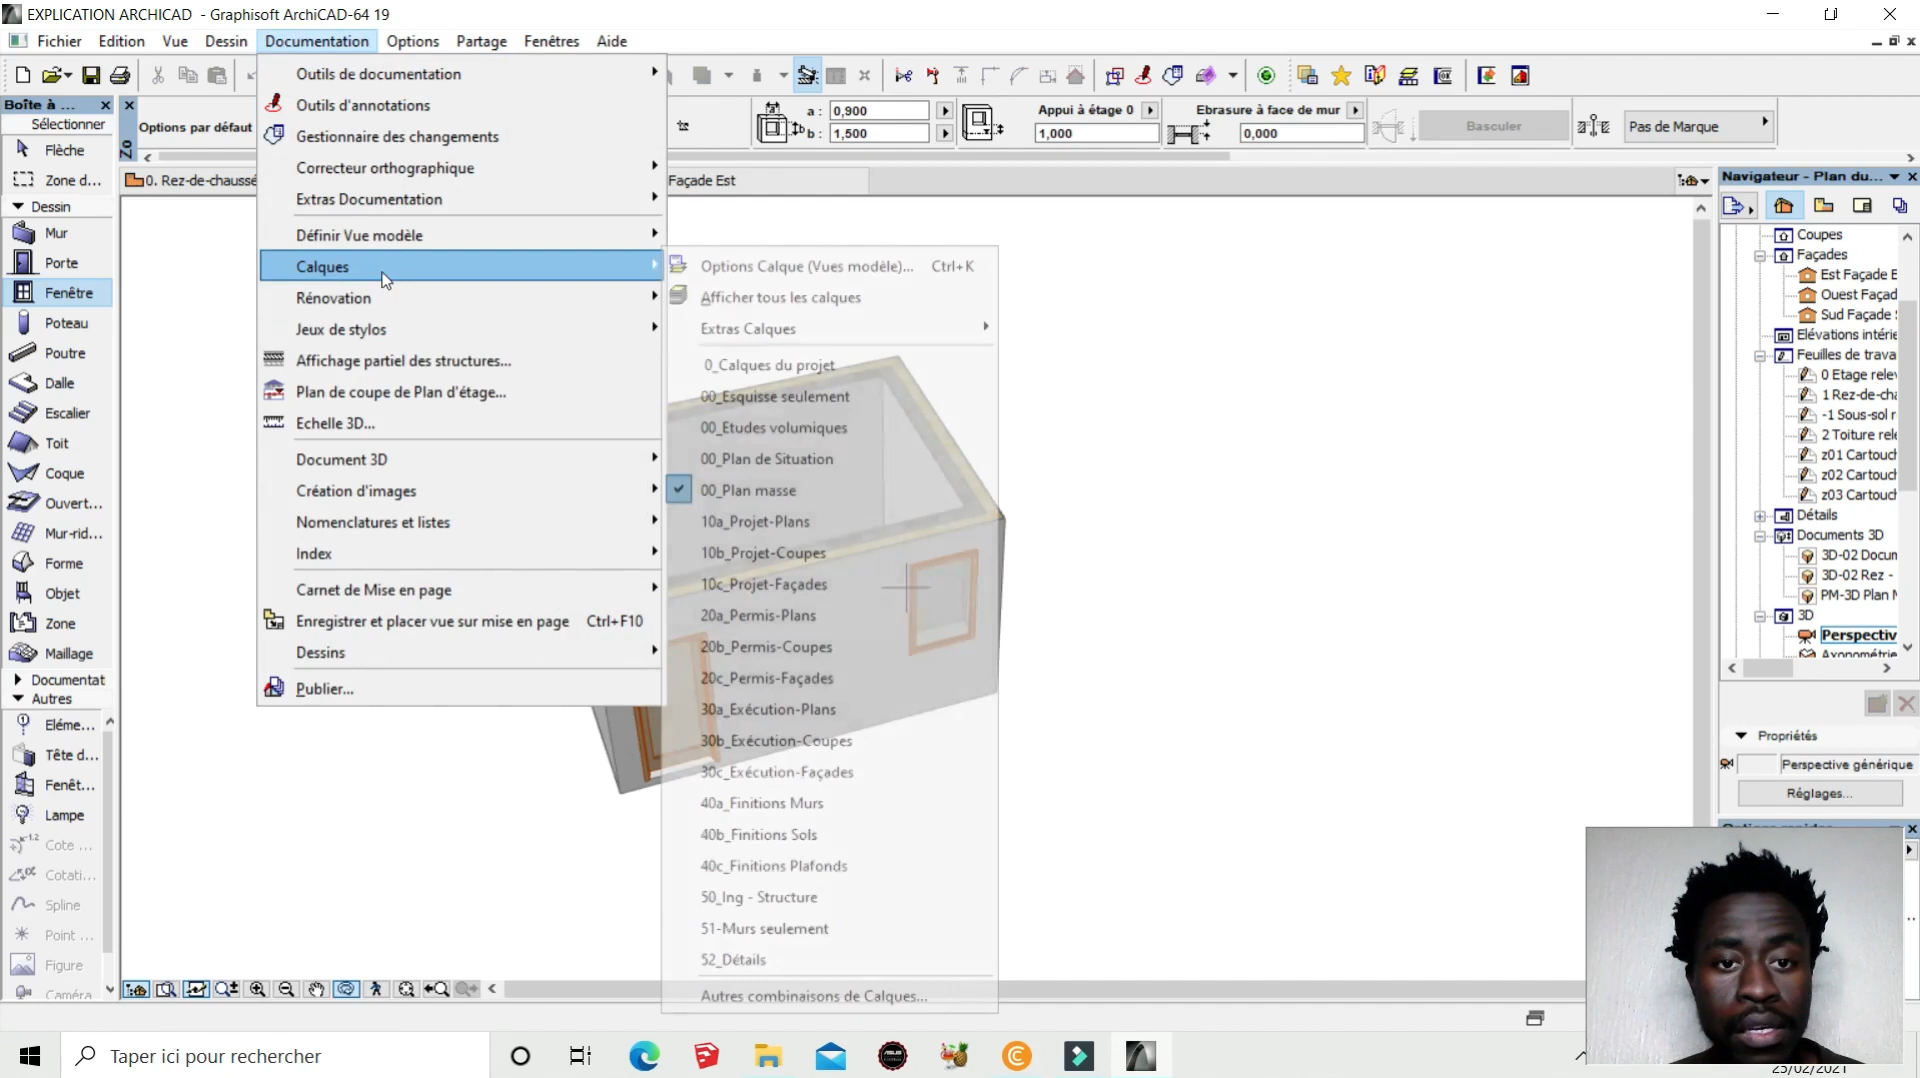 EXPLICATION ARCHICAD - Graphisoft ArchiCAD-64 19
Fichier Edition Vue Dessin Documentation Options Partage Fenêtres Aide
Boîte à ...
Sélectionner
Flèche
Zone d...
Dessin
Mur
Porte
Fenêtre
Poteau
Poutre
Dalle
Escalier
Toit
Coque
Ouvert...
Mur-rid...
Forme
Objet
Zone
Maillage
Documentat
Autres
Eléme...
Tête d...
Fenêt...
Lampe
Cote ...
Cotati...
Spline
Point ...
Figure
Caméra
Options par défaut
a : 0,900
b : 1,500
Appui à étage 0
1,000
Ebrasure à face de mur
0,000
Basculer
Pas de Marque
0. Rez-de-chaussé
Façade Est
Outils de documentation
Outils d'annotations
Gestionnaire des changements
Correcteur orthographique
Extras Documentation
Définir Vue modèle
Calques
Rénovation
Jeux de stylos
Affichage partiel des structures...
Plan de coupe de Plan d'étage...
Echelle 3D...
Document 3D
Création d'images
Nomenclatures et listes
Index
Carnet de Mise en page
Enregistrer et placer vue sur mise en page Ctrl+F10
Dessins
Publier...
Options Calque (Vues modèle)... Ctrl+K
Afficher tous les calques
Extras Calques
0_Calques du projet
00_Esquisse seulement
00_Etudes volumiques
00_Plan de Situation
00_Plan masse
10a_Projet-Plans
10b_Projet-Coupes
10c_Projet-Façades
20a_Permis-Plans
20b_Permis-Coupes
20c_Permis-Façades
30a_Exécution-Plans
30b_Exécution-Coupes
30c_Exécution-Façades
40a_Finitions Murs
40b_Finitions Sols
40c_Finitions Plafonds
50_Ing - Structure
51-Murs seulement
52_Détails
Autres combinaisons de Calques...
Navigateur - Plan du...
Coupes
Façades
Est Façade E
Ouest Façad
Sud Façade
Elévations intérie
Feuilles de trava
0 Etage relev
1 Rez-de-cha
-1 Sous-sol r
2 Toiture rele
z01 Cartouch
z02 Cartouch
z03 Cartouch
Détails
Documents 3D
3D-02 Docum
3D-02 Rez -
PM-3D Plan M
3D
Perspectiv
Axonométrie
Propriétés
Perspective générique
Réglages...
Taper ici pour rechercher
25/02/2021